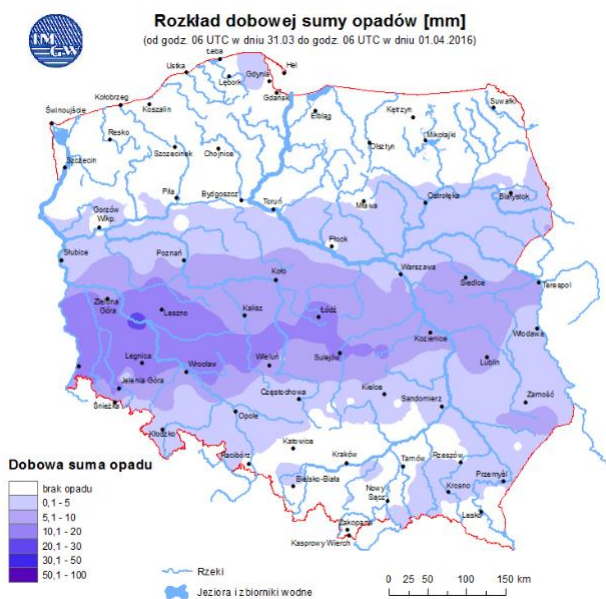 IM
GW
Rozkład dobowej sumy opadów [mm]
(od godz. 06 UTC w dniu 31.03 do godz. 06 UTC w dniu 01.04.2016)
Łeba
Hel
Ustka
Lębork
Gdynia
Gdańsk
Suwałki
Kołobrzeg
Koszalin
Elbląg
Kętrzyn
Świnoujście
Resko
Mikołajki
Szczecinek
Chojnice
Olsztyn
Szczecin
Piła
Bydgoszcz
Toruń
Mława
Ostrołęka
Białystok
Gorzów
Wlkp.
Płock
Słubice
Poznań
Koło
Warszawa
Siedlce
Terespol
Zielona
Góra
Leszno
Kalisz
Łódź
Kozienice
Włodawa
Legnica
Wrocław
Wieluń
Sulejów
Lublin
Jelenia Góra
Śnieżka
Częstochowa
Kielce
Sandomierz
Zamość
Opole
Kłodzko
Katowice
Racibórz
Kraków
Tarnów
Rzeszów
Bielsko-Biała
Nowy
Sącz
Krosno
Przemyśl
Lesko
Zakopane
Kasprowy Wierch
Dobowa suma opadu
brak opadu
0,1 - 5
5,1 - 10
10,1 - 20
20,1 - 30
30,1 - 50
50,1 - 100
Rzeki
Jeziora i zbiorniki wodne
0 25 50 100 150 km